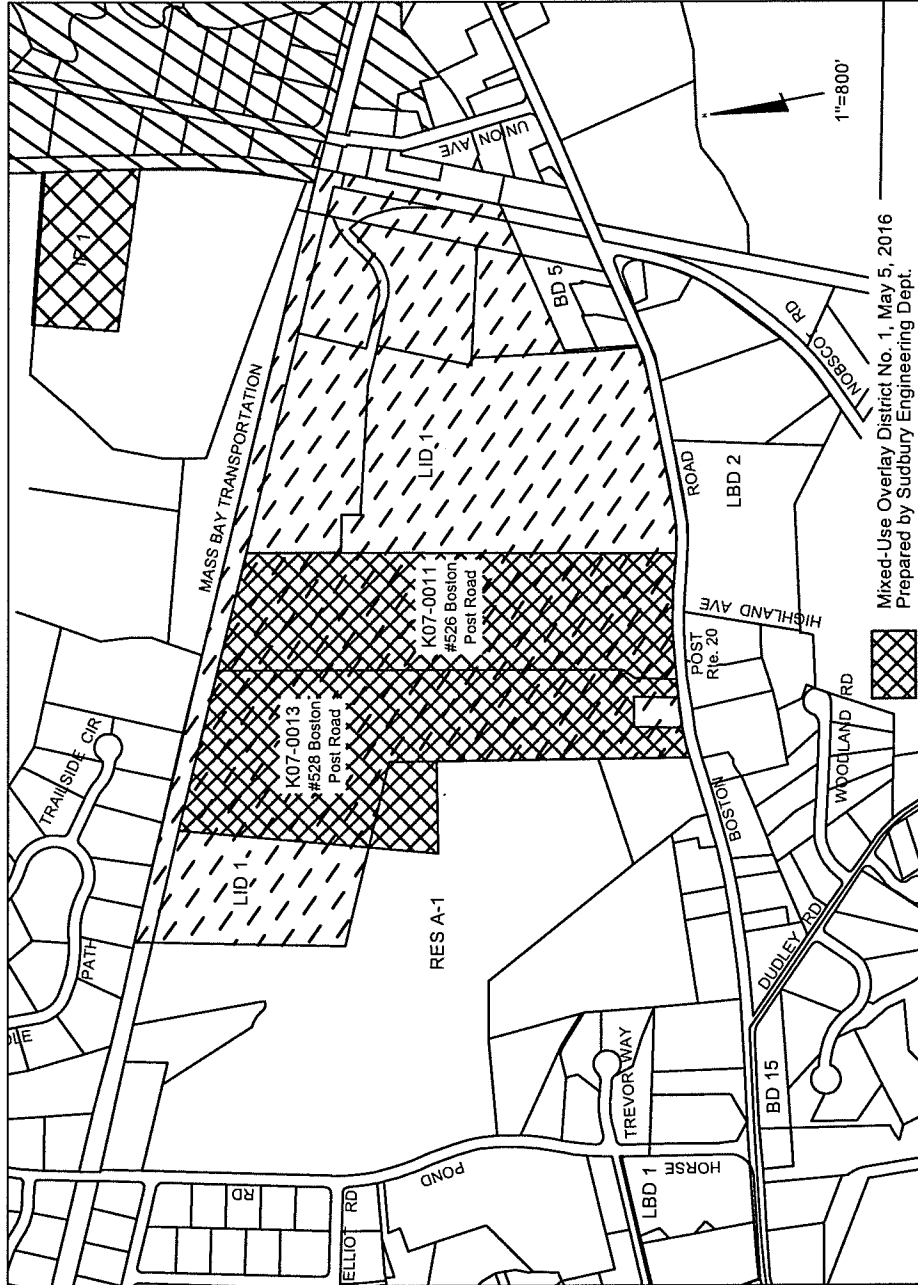 TRAILSIDE CIR
PATH
DLE
MASS BAY TRANSPORTATION
UNION AVE
LID 1
K07-0013
#528 Boston
Post Road
K07-0011
#526 Boston
Post Road
LID 1
BD 5
RES A-1
RD
ELLIOT RD
POND
TREVOR WAY
LBD 1
HORSE
BD 15
DUDLEY RD
BOSTON
POST
Rte. 20
ROAD
WOODLAND RD
HIGHLAND AVE
LBD 2
NOBSCOT RD
1"=800'
Mixed-Use Overlay District No. 1, May 5, 2016
Prepared by Sudbury Engineering Dept.